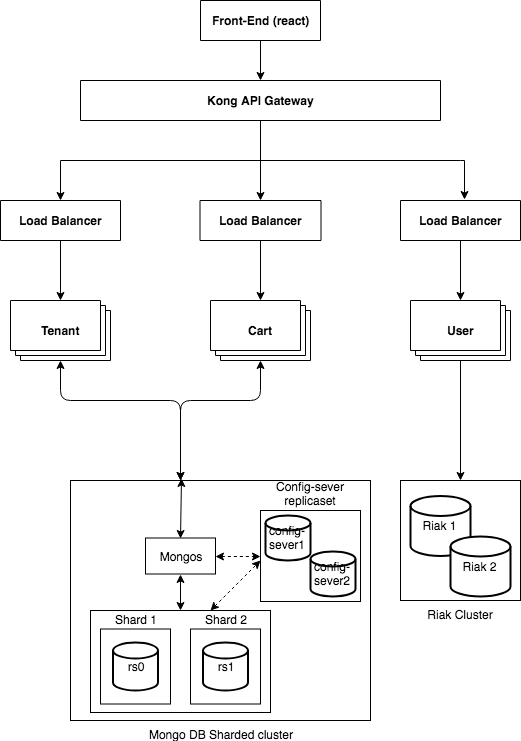 Front-End (react)
Kong API Gateway
Load Balancer
Load Balancer
Load Balancer
Tenant
Cart
User
Config-sever
replicaset
config-
sever1
config-
sever2
Mongos
Shard 1
Shard 2
rs0
rs1
Mongo DB Sharded cluster
Riak 1
Riak 2
Riak Cluster